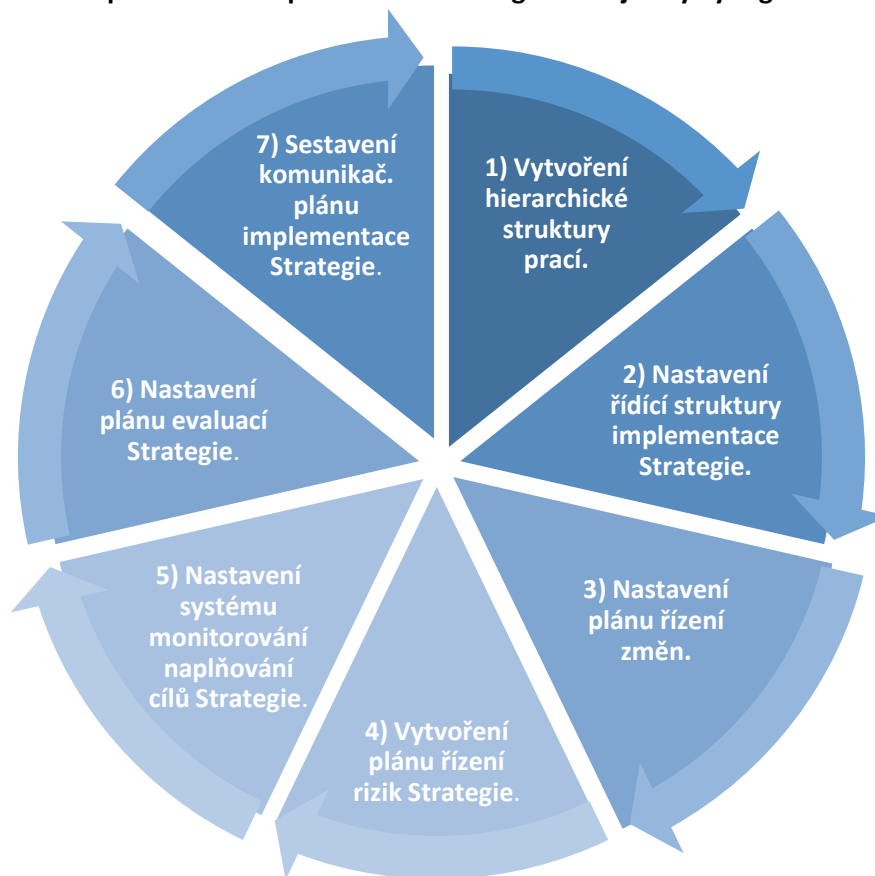 1) Vytvoření
hierarchické
struktury
prací.
2) Nastavení
řídící struktury
implementace
Strategie.
3) Nastavení
plánu řízení
změn.
4) Vytvoření
plánu řízení
rizik Strategie.
5) Nastavení
systému
monitorování
naplňování
cílů Strategie.
6) Nastavení
plánu evaluací
Strategie.
7) Sestavení
komunikač.
plánu
implementace
Strategie.